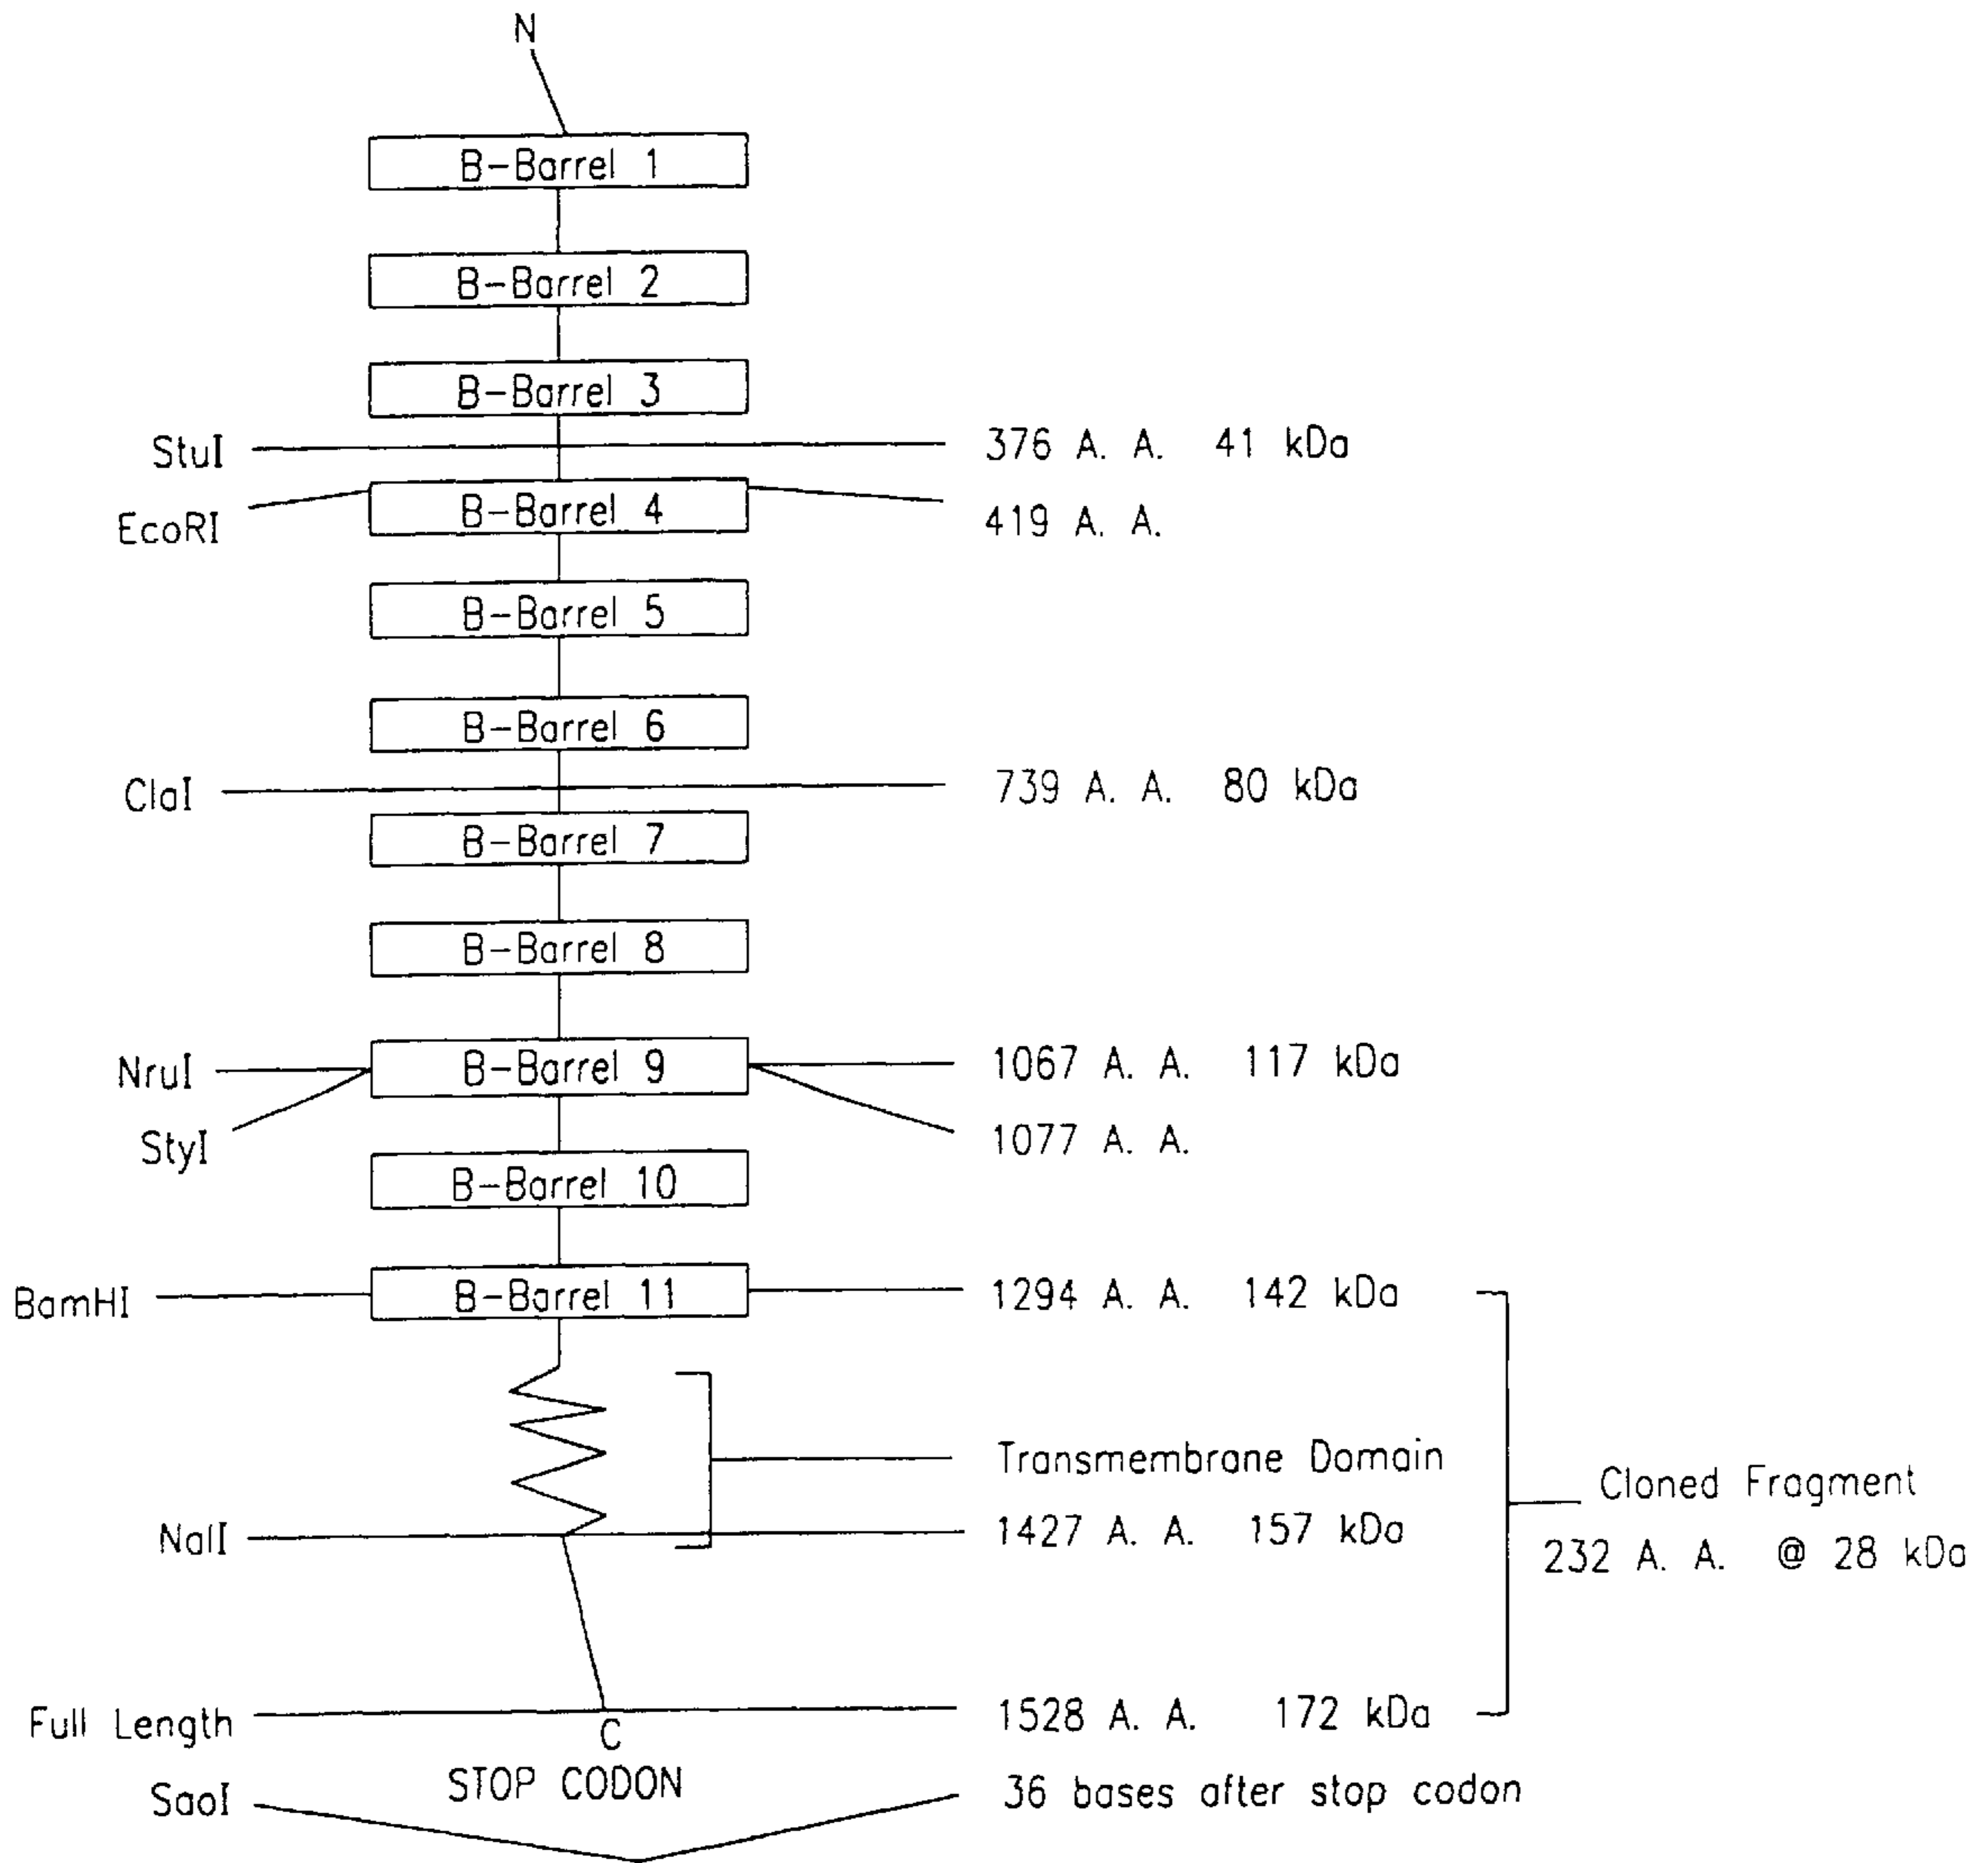 N
B-Barrel 1
B-Barrel 2
B-Barrel 3
StuI
376 A. A. 41 kDa
B-Barrel 4
EcoRI
419 A. A.
B-Barrel 5
B-Barrel 6
ClaI
739 A. A. 80 kDa
B-Barrel 7
B-Barrel 8
NruI
B-Barrel 9
1067 A. A. 117 kDa
StyI
1077 A. A.
B-Barrel 10
BamHI
B-Barrel 11
1294 A. A. 142 kDa
Transmembrane Domain
Cloned Fragment
232 A. A. @ 28 kDa
NalI
1427 A. A. 157 kDa
Full Length
C
1528 A. A. 172 kDa
STOP CODON
SaoI
36 bases after stop codon